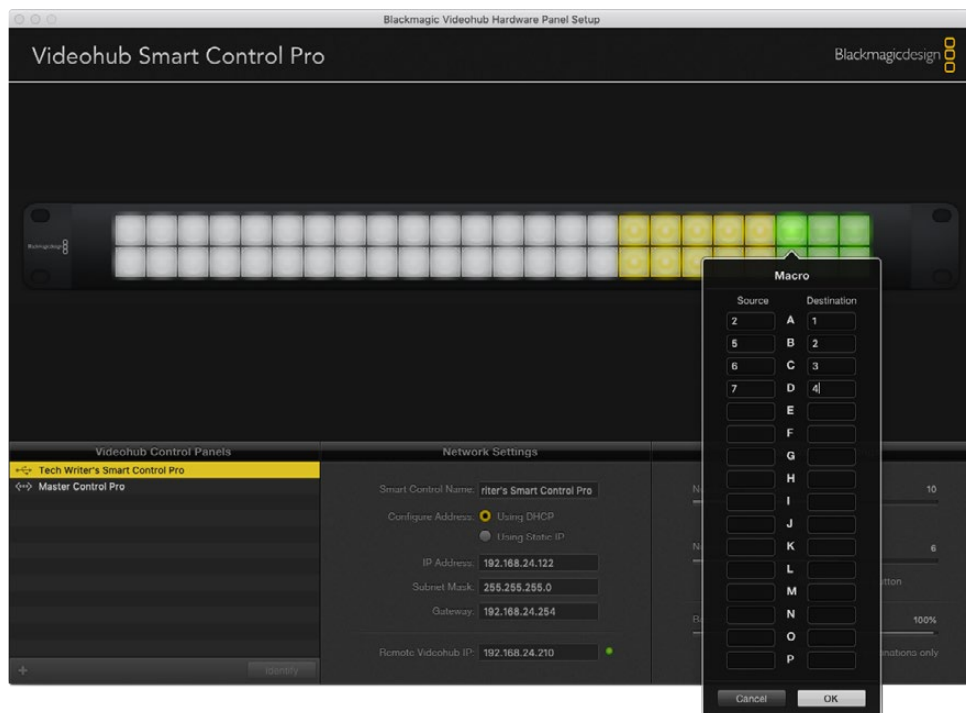 Blackmagic Videohub Hardware Panel Setup
Videohub Smart Control Pro
Blackmagicdesign
Blackmagicdesign
Macro
Source Destination
2 A 1
5 B 2
6 C 3
7 D 4
E
F
G
H
I
J
K
L
M
N
O
P
Cancel OK
Videohub Control Panels
Tech Writer's Smart Control Pro
Master Control Pro
Identify
Network Settings
Smart Control Name: riter's Smart Control Pro
Configure Address: Using DHCP
Using Static IP
IP Address: 192.168.24.122
Subnet Mask: 255.255.255.0
Gateway: 192.168.24.254
Remote Videohub IP: 192.168.24.210
10
6
100%
only